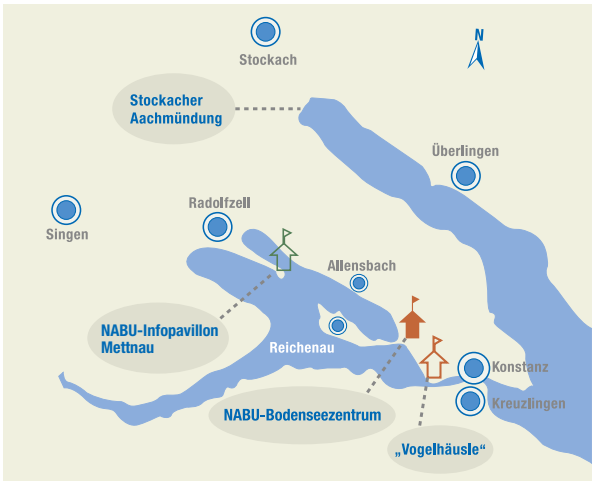 N
Stockach
Stockacher
Aachmündung
Überlingen
Radolfzell
Singen
Allensbach
NABU-Infopavillon
Mettnau
Reichenau
Konstanz
Kreuzlingen
NABU-Bodenseezentrum
„Vogelhäusle“